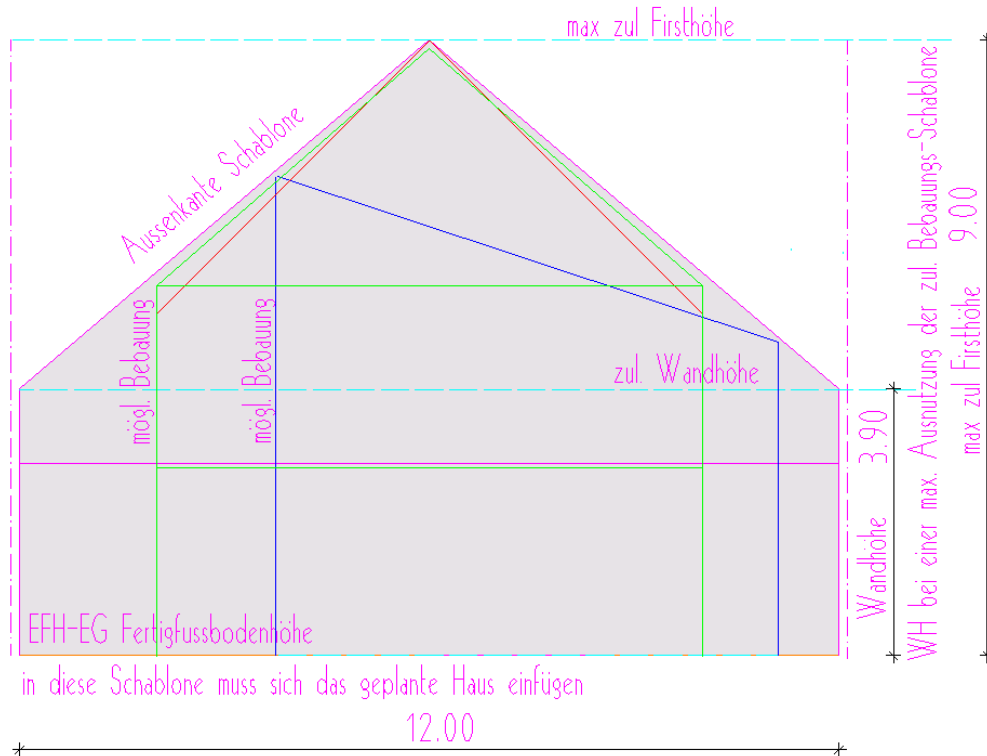 max zul Firsthöhe
Aussenkante Schablone
mögl. Bebauung
mögl. Bebauung
zul. Wandhöhe
Wandhöhe
3.90
WH bei einer max. Ausnutzung der zul. Bebauungs-Schablone
max zul Firsthöhe
9.00
EFH-EG Fertigfussbodenhöhe
in diese Schablone muss sich das geplante Haus einfügen
12.00